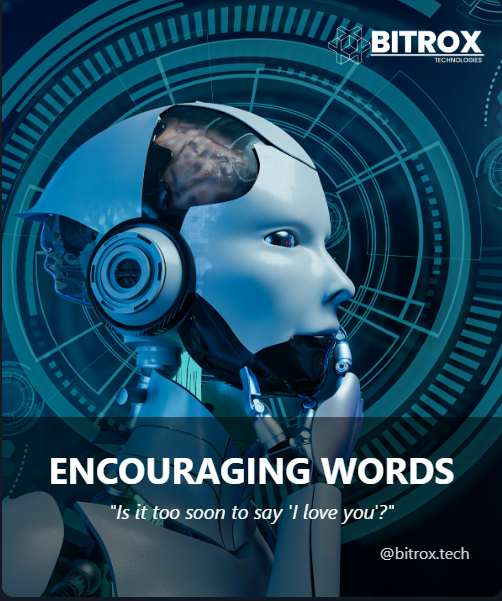 BITROX
TECHNOLOGIES
ENCOURAGING WORDS
"Is it too soon to say 'I love you'?"
@bitrox.tech